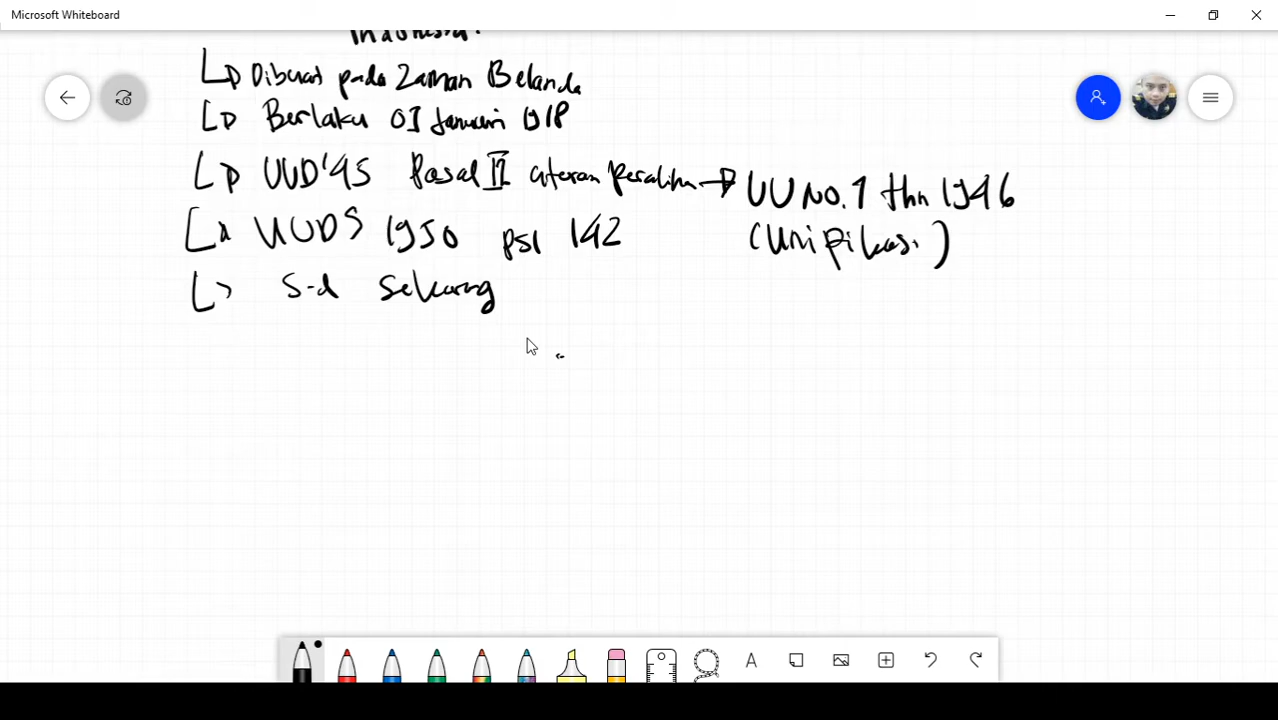 Microsoft Whiteboard
Indonesia.
Dibuat pada Zaman Belanda
Berlaku 01 Januari 1918
UUD'45 Pasal II aturan peralihan → UU No. 1 thn 1946
(Unipikasi)
UUDS 1950 psl 142
s-d Sekarang